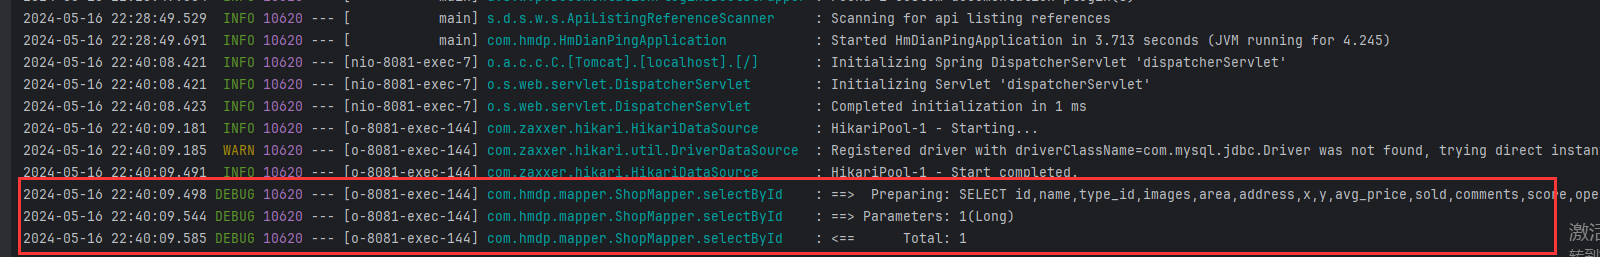 2024-05-16 22:28:49.529  INFO 10620 --- [           main] s.d.s.w.s.ApiListingReferenceScanner     : Scanning for api listing references
2024-05-16 22:28:49.691  INFO 10620 --- [           main] com.hmdp.HmDianPingApplication           : Started HmDianPingApplication in 3.713 seconds (JVM running for 4.245)
2024-05-16 22:40:08.421  INFO 10620 --- [nio-8081-exec-7] o.a.c.c.C.[Tomcat].[localhost].[/]       : Initializing Spring DispatcherServlet 'dispatcherServlet'
2024-05-16 22:40:08.421  INFO 10620 --- [nio-8081-exec-7] o.s.web.servlet.DispatcherServlet        : Initializing Servlet 'dispatcherServlet'
2024-05-16 22:40:08.423  INFO 10620 --- [nio-8081-exec-7] o.s.web.servlet.DispatcherServlet        : Completed initialization in 1 ms
2024-05-16 22:40:09.181  INFO 10620 --- [o-8081-exec-144] com.zaxxer.hikari.HikariDataSource       : HikariPool-1 - Starting...
2024-05-16 22:40:09.185  WARN 10620 --- [o-8081-exec-144] com.zaxxer.hikari.util.DriverDataSource  : Registered driver with driverClassName=com.mysql.jdbc.Driver was not found, trying direct instan
2024-05-16 22:40:09.491  INFO 10620 --- [o-8081-exec-144] com.zaxxer.hikari.HikariDataSource       : HikariPool-1 - Start completed.
2024-05-16 22:40:09.498 DEBUG 10620 --- [o-8081-exec-144] com.hmdp.mapper.ShopMapper.selectById    : ==>  Preparing: SELECT id,name,type_id,images,area,address,x,y,avg_price,sold,comments,score,ope
2024-05-16 22:40:09.544 DEBUG 10620 --- [o-8081-exec-144] com.hmdp.mapper.ShopMapper.selectById    : ==> Parameters: 1(Long)
2024-05-16 22:40:09.585 DEBUG 10620 --- [o-8081-exec-144] com.hmdp.mapper.ShopMapper.selectById    : <==      Total: 1
激活